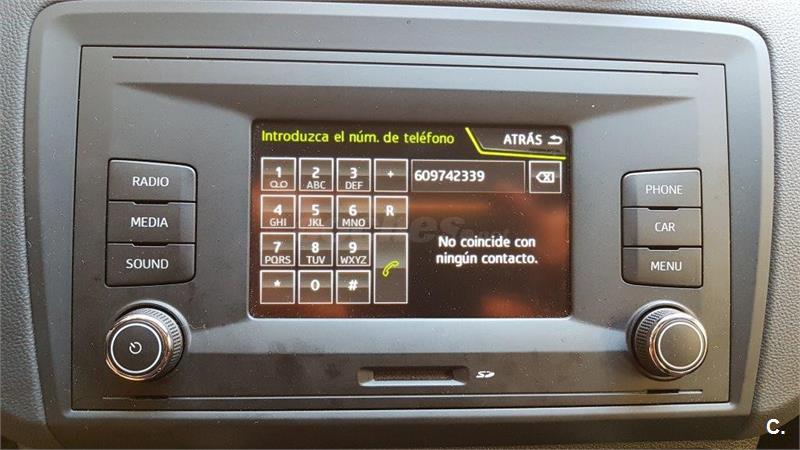 Introduzca el núm. de teléfono
ATRÁS
1 2 ABC 3 DEF +
609742339
4 GHI 5 JKL 6 MNO R
7 PQRS 8 TUV 9 WXYZ
* 0 #
No coincide con
ningún contacto.
RADIO
MEDIA
SOUND
PHONE
CAR
MENU
SD
C.